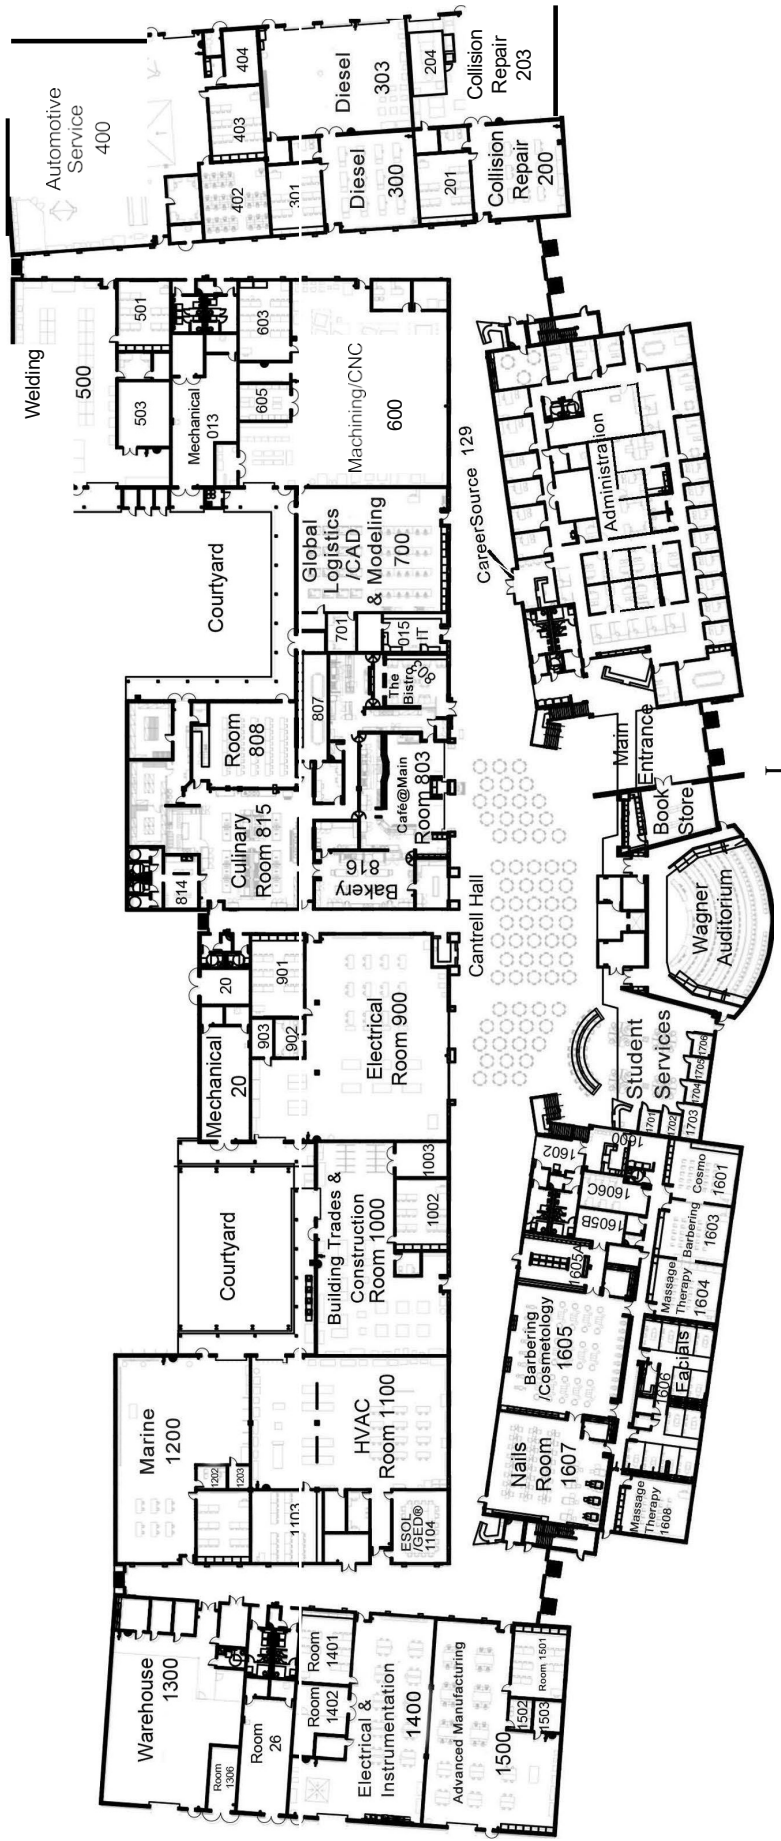 Automotive
Service
400
404
403
402
Diesel
303
301
Diesel
300
204
Collision
Repair
203
201
Collision
Repair
200
Welding
500
501
503
Mechanical
013
603
605
Machining/CNC
600
Courtyard
Global
Logistics
/CAD
& Modeling
700
701
015
IT
CareerSource 129
Administration
Room
808
807
The
Bistro
Culinary
Room 815
814
Bakery
816
Café@Main
Room 803
Main
Entrance
Book
Store
Cantrell Hall
Wagner
Auditorium
20
901
903
902
Mechanical
20
Electrical
Room 900
Student
Services
1706
1705
1704
1703
1702
1701
Courtyard
Building Trades &
Construction
Room 1000
1003
1002
1600
1602
1606C
1605B
1605A
Cosmo
1601
Barbering
1603
Massage
Therapy
1604
Barbering
/Cosmetology
1605
1606
Facials
Marine
1200
1202
1203
HVAC
Room 1100
1103
ESOL
/GED®
1104
Nails
Room
1607
Massage
Therapy
1608
Warehouse
1300
Room
1306
Room
26
Room
1401
Room
1402
Electrical &
Instrumentation
1400
Advanced Manufacturing
1500
Room 1501
1502
1503